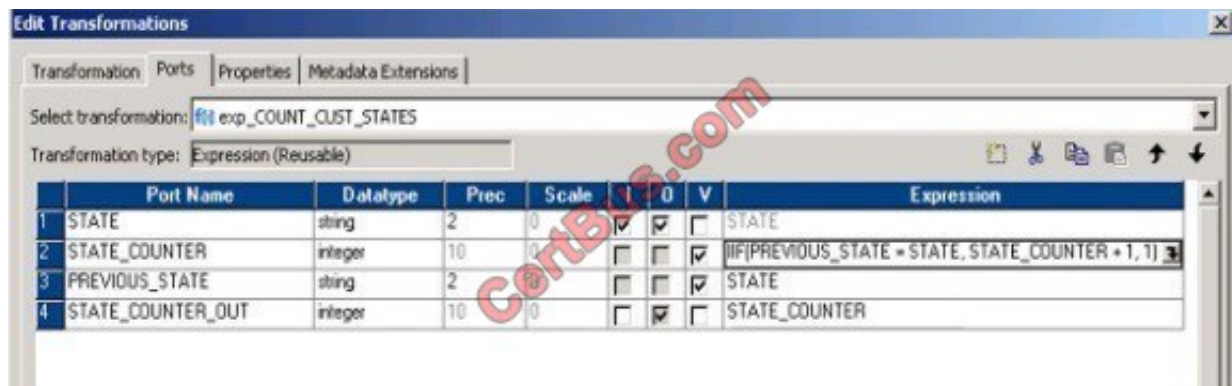 Edit Transformations
Transformation Ports Properties Metadata Extensions
Select transformation: exp_COUNT_CUST_STATES
Transformation type: Expression (Reusable)
Port Name Datatype Prec Scale I O V Expression
1 STATE string 2 0 STATE
2 STATE_COUNTER integer 10 0 IIF(PREVIOUS_STATE = STATE, STATE_COUNTER + 1, 1)
3 PREVIOUS_STATE string 2 0 STATE
4 STATE_COUNTER_OUT integer 10 0 STATE_COUNTER
CertBus.com